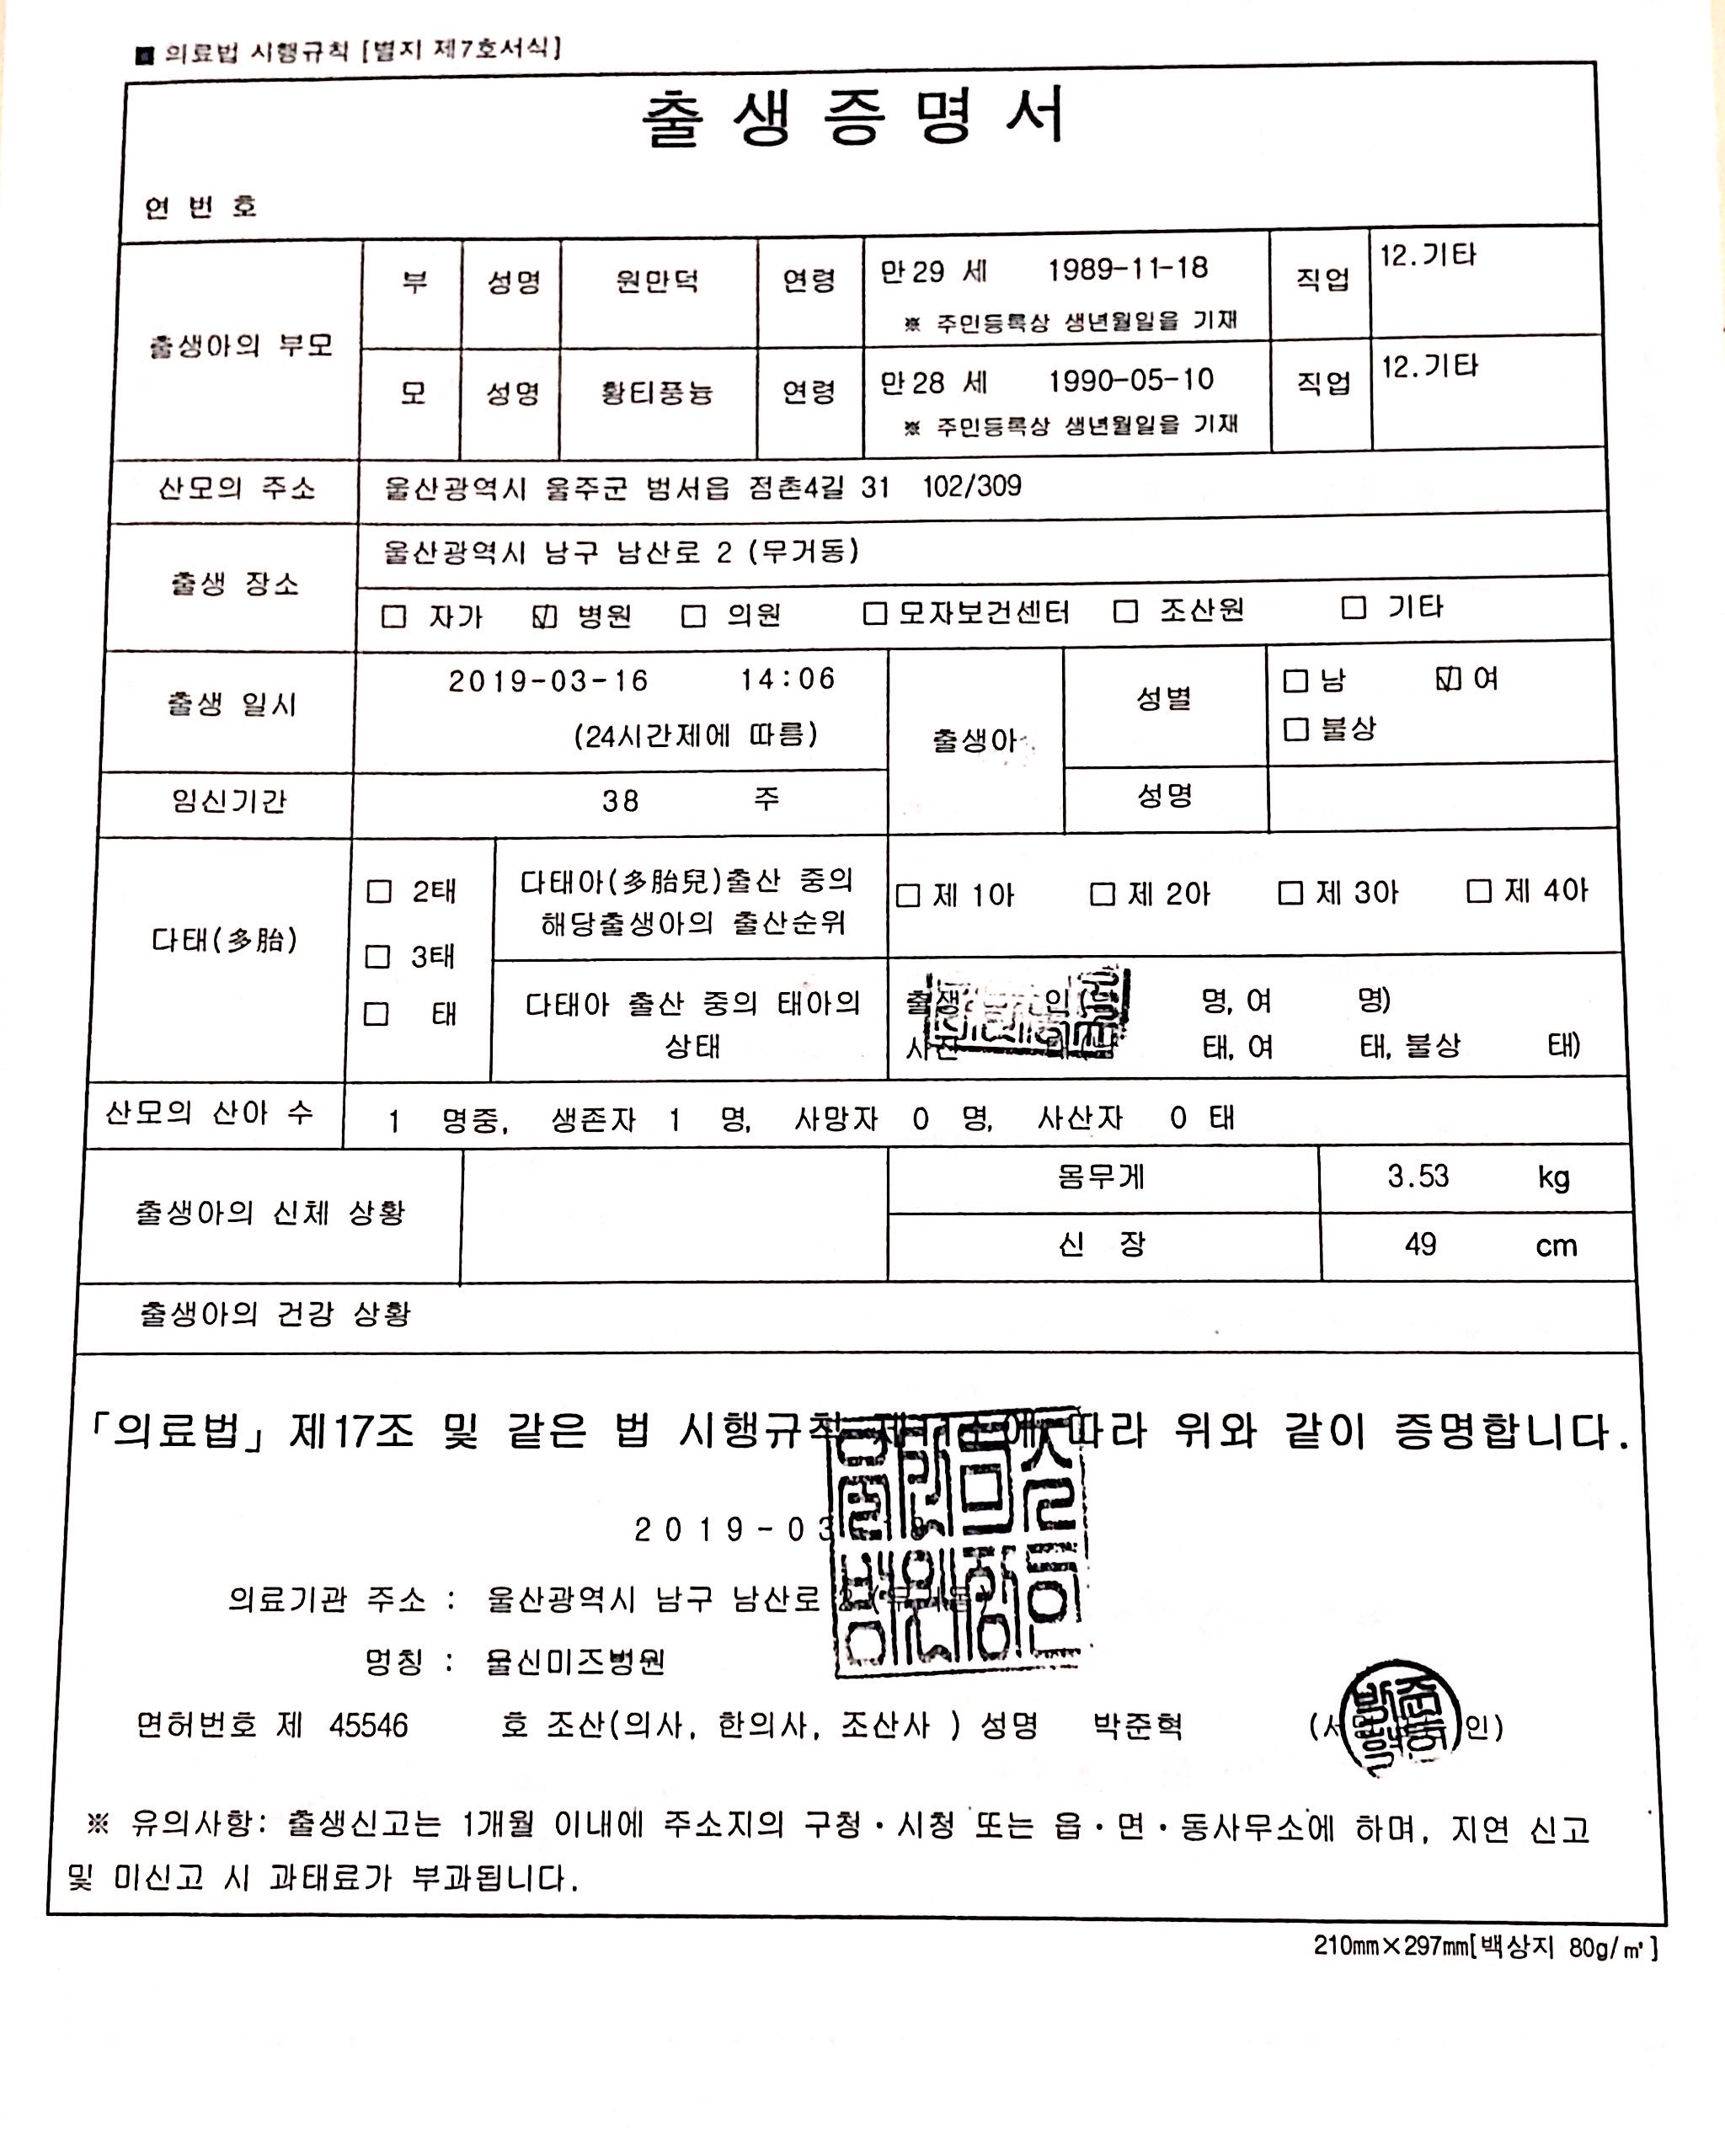 ■ 의료법 시행규칙 [별지 제7호서식]
출생증명서
연 번 호
출생아의 부모
부 성명 원만덕 연령 만 29 세 1989-11-18 직업 12.기타
※ 주민등록상 생년월일을 기재
모 성명 황티풍늉 연령 만 28 세 1990-05-10 직업 12.기타
※ 주민등록상 생년월일을 기재
산모의 주소 울산광역시 울주군 범서읍 점촌4길 31 102/309
출생 장소 울산광역시 남구 남산로 2 (무거동)
☐ 자가 ☑ 병원 ☐ 의원 ☐ 모자보건센터 ☐ 조산원 ☐ 기타
출생 일시 2019-03-16 14:06
(24시간제에 따름)
출생아 성별 ☐ 남 ☑ 여
☐ 불상
임신기간 38 주 성명
다태(多胎)
☐ 2태
☐ 3태
☐ 태
다태아(多胎兒)출산 중의
해당출생아의 출산순위
☐ 제 1아 ☐ 제 2아 ☐ 제 3아 ☐ 제 4아
다태아 출산 중의 태아의
상태
출생 명, 여 명)
사산 태, 여 태, 불상 태)
산모의 산아 수 1 명중, 생존자 1 명, 사망자 0 명, 사산자 0 태
출생아의 신체 상황
몸무게 3.53 kg
신 장 49 cm
출생아의 건강 상황
「의료법」 제17조 및 같은 법 시행규칙 따라 위와 같이 증명합니다.
2019-03
의료기관 주소 : 울산광역시 남구 남산로
명칭 : 울산미즈병원
면허번호 제 45546 호 조산(의사, 한의사, 조산사 ) 성명 박준혁 인)
※ 유의사항: 출생신고는 1개월 이내에 주소지의 구청·시청 또는 읍·면·동사무소에 하며, 지연 신고
및 미신고 시 과태료가 부과됩니다.
210mm×297mm[백상지 80g/㎡]